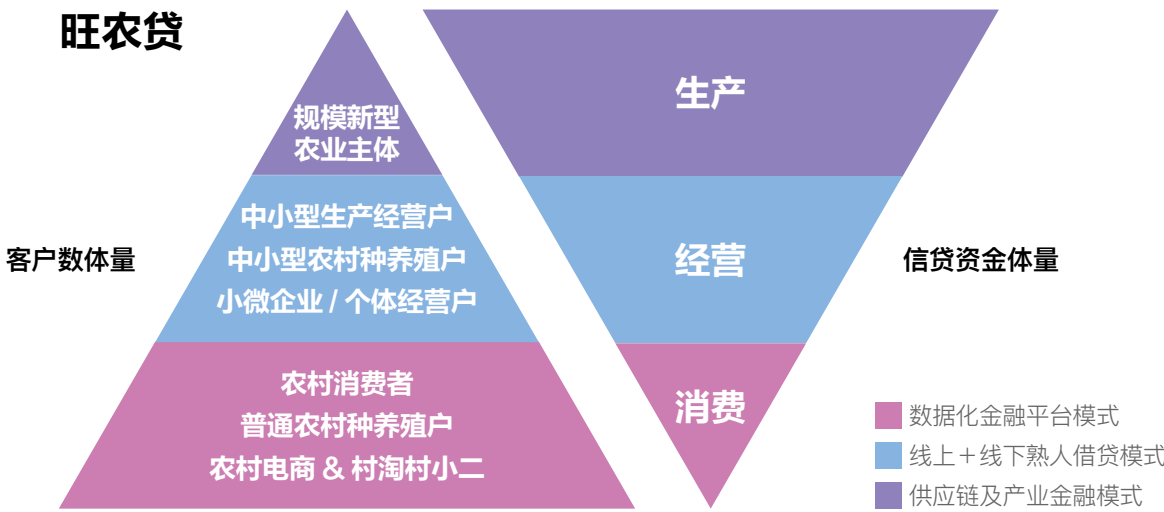 旺农贷
规模新型
农业主体
中小型生产经营户
中小型农村种养殖户
小微企业 / 个体经营户
农村消费者
普通农村种养殖户
农村电商 & 村淘村小二
客户数体量
生产
经营
消费
信贷资金体量
数据化金融平台模式
线上＋线下熟人借贷模式
供应链及产业金融模式